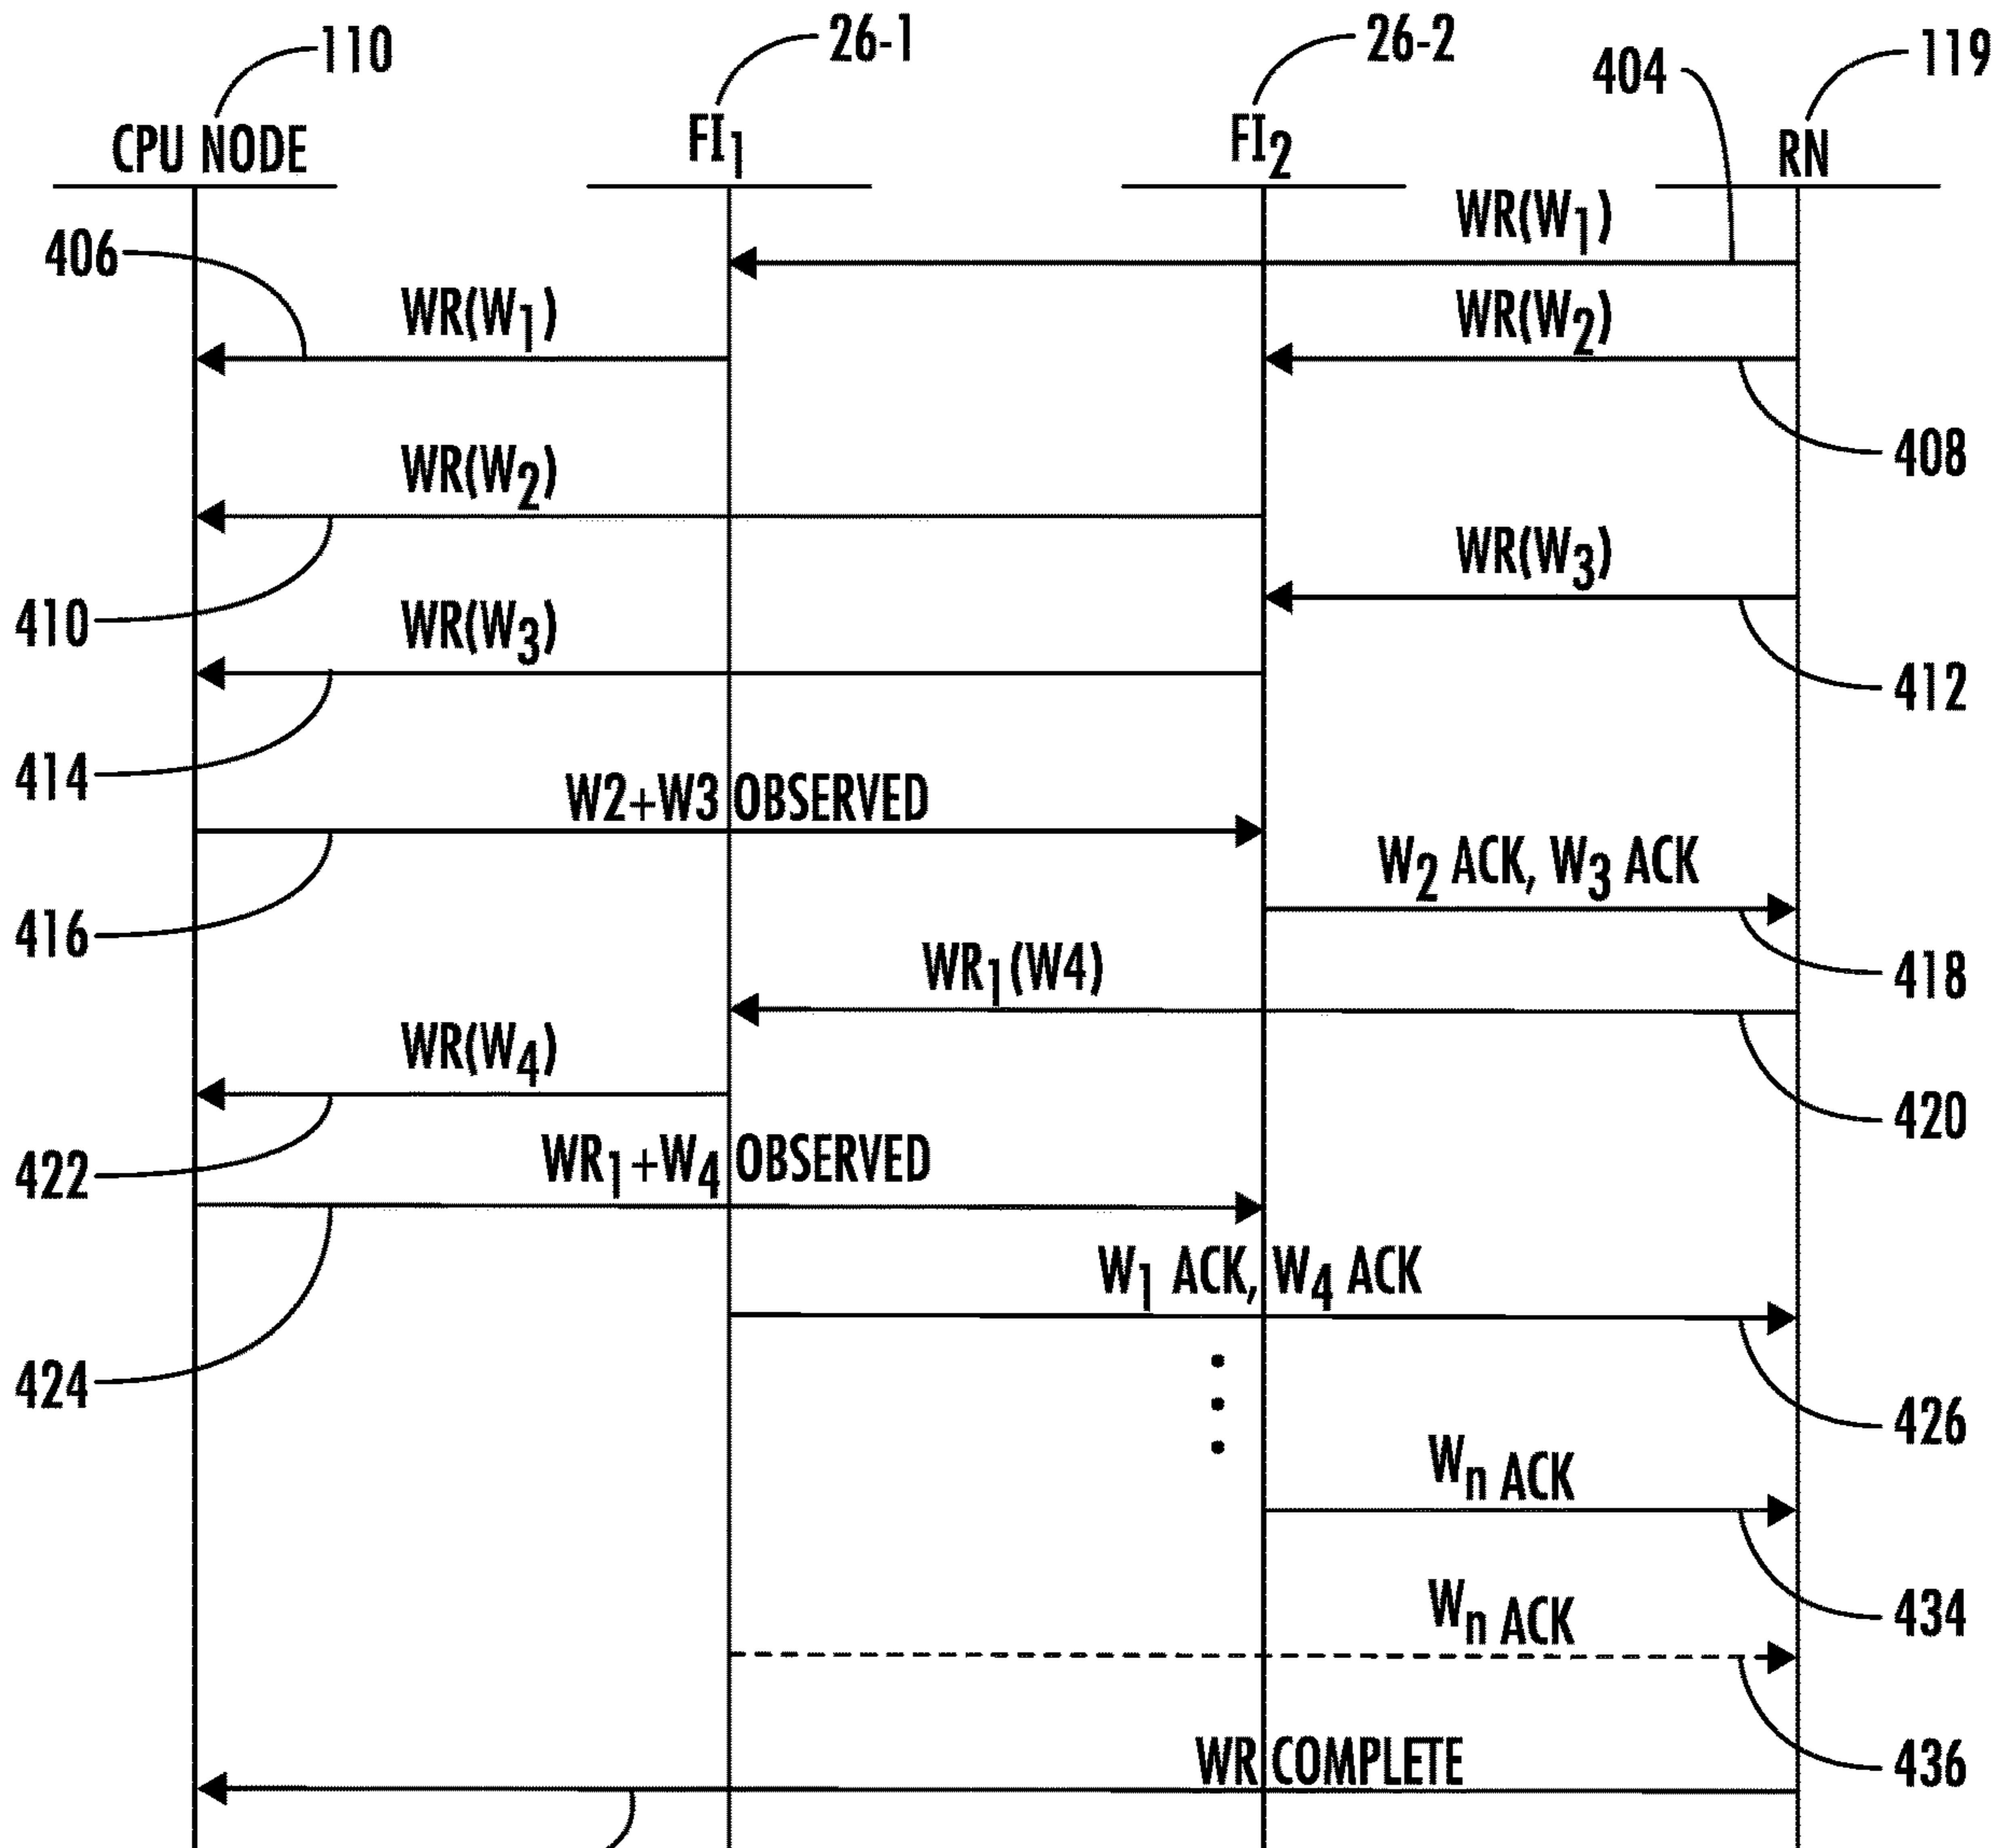 110
26-1
26-2
404
119
CPU NODE
FI1
FI2
RN
WR(W1)
406
WR(W1)
WR(W2)
408
WR(W2)
WR(W3)
410
WR(W3)
412
414
W2+W3 OBSERVED
W2 ACK, W3 ACK
416
WR1(W4)
418
WR(W4)
420
422
WR1+W4 OBSERVED
W1 ACK, W4 ACK
424
426
Wn ACK
434
Wn ACK
436
WR COMPLETE